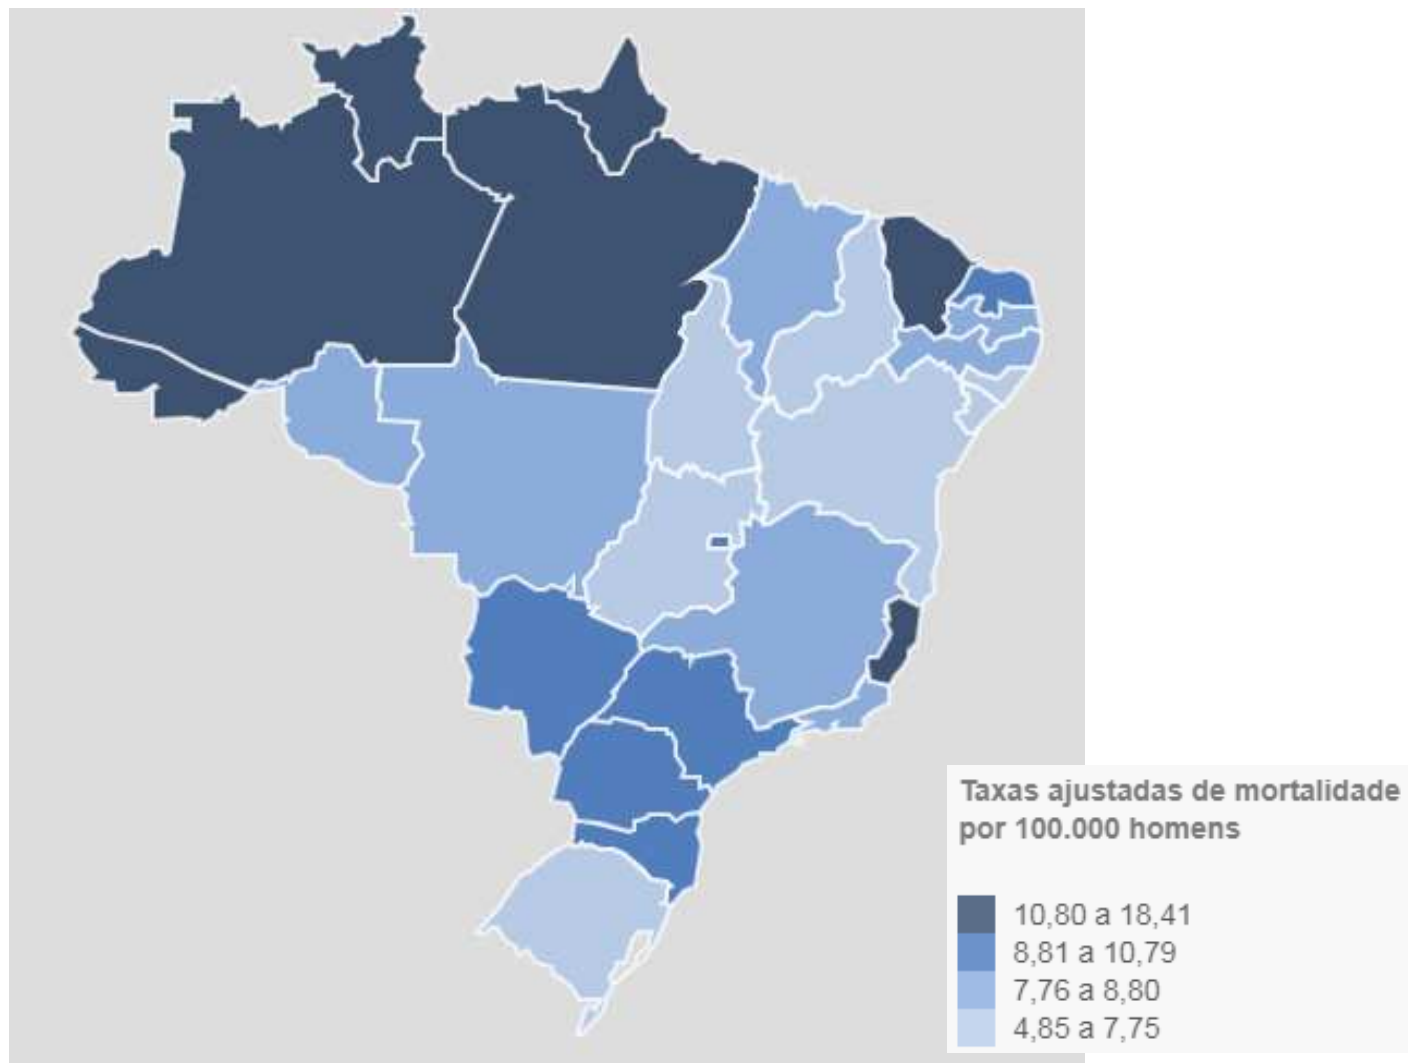 Taxas ajustadas de mortalidade
por 100.000 homens
10,80 a 18,41
8,81 a 10,79
7,76 a 8,80
4,85 a 7,75